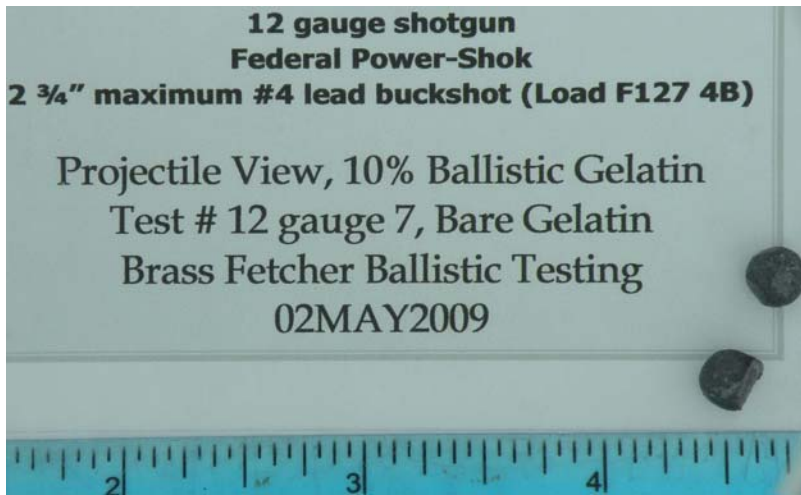 12 gauge shotgun
Federal Power-Shok
2 ¾” maximum #4 lead buckshot (Load F127 4B)
Projectile View, 10% Ballistic Gelatin
Test # 12 gauge 7, Bare Gelatin
Brass Fetcher Ballistic Testing
02MAY2009
2 3 4